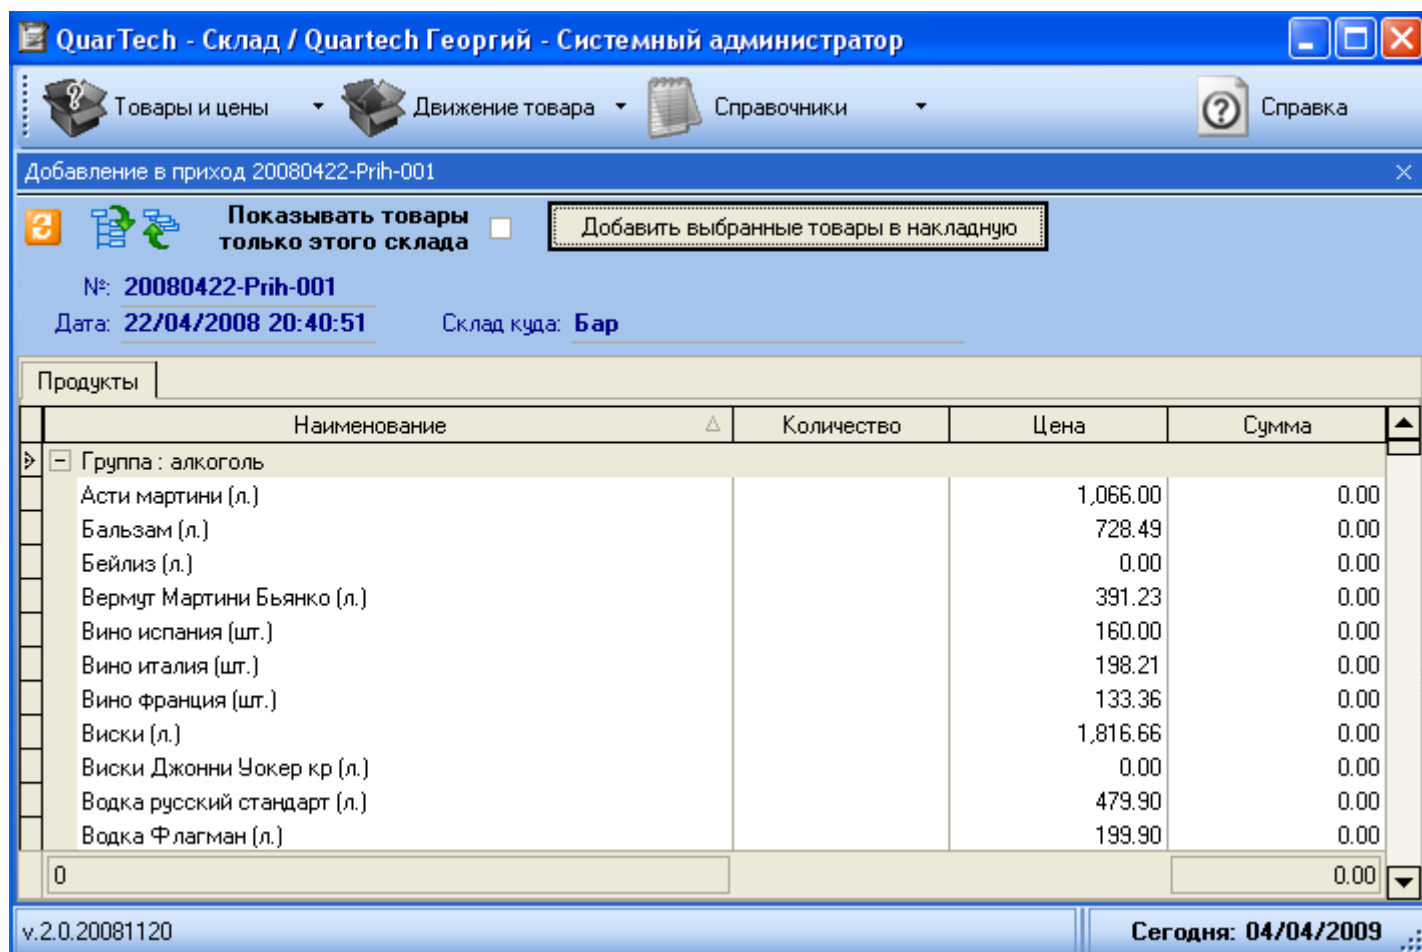 QuarTech - Склад / Quartech Георгий - Системный администратор
Товары и цены Движение товара Справочники Справка
Добавление в приход 20080422-Prih-001
Показывать товары
только этого склада
Добавить выбранные товары в накладную
№: 20080422-Prih-001
Дата: 22/04/2008 20:40:51 Склад куда: Бар
Продукты
Наименование Количество Цена Сумма
Группа : алкоголь
Асти мартини (л.) 1,066.00 0.00
Бальзам (л.) 728.49 0.00
Бейлиз (л.) 0.00 0.00
Вермут Мартини Бьянко (л.) 391.23 0.00
Вино испания (шт.) 160.00 0.00
Вино италия (шт.) 198.21 0.00
Вино франция (шт.) 133.36 0.00
Виски (л.) 1,816.66 0.00
Виски Джонни Уокер кр (л.) 0.00 0.00
Водка русский стандарт (л.) 479.90 0.00
Водка Флагман (л.) 199.90 0.00
0 0.00
v.2.0.20081120 Сегодня: 04/04/2009